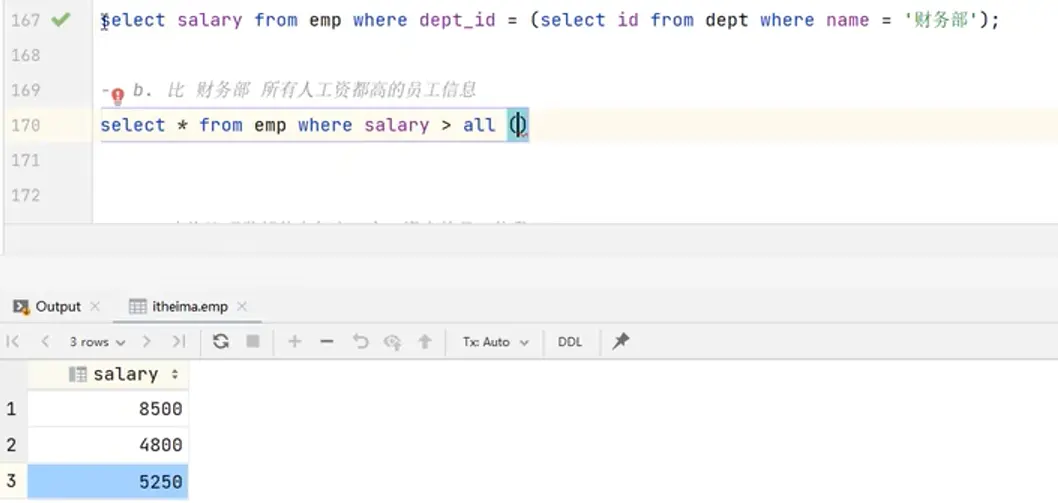 167 select salary from emp where dept_id = (select id from dept where name = '财务部');
168
169 - b. 比 财务部 所有人工资都高的员工信息
170 select * from emp where salary > all ()
171
172
Output itheima.emp
3 rows Tx: Auto DDL
salary
1 8500
2 4800
3 5250